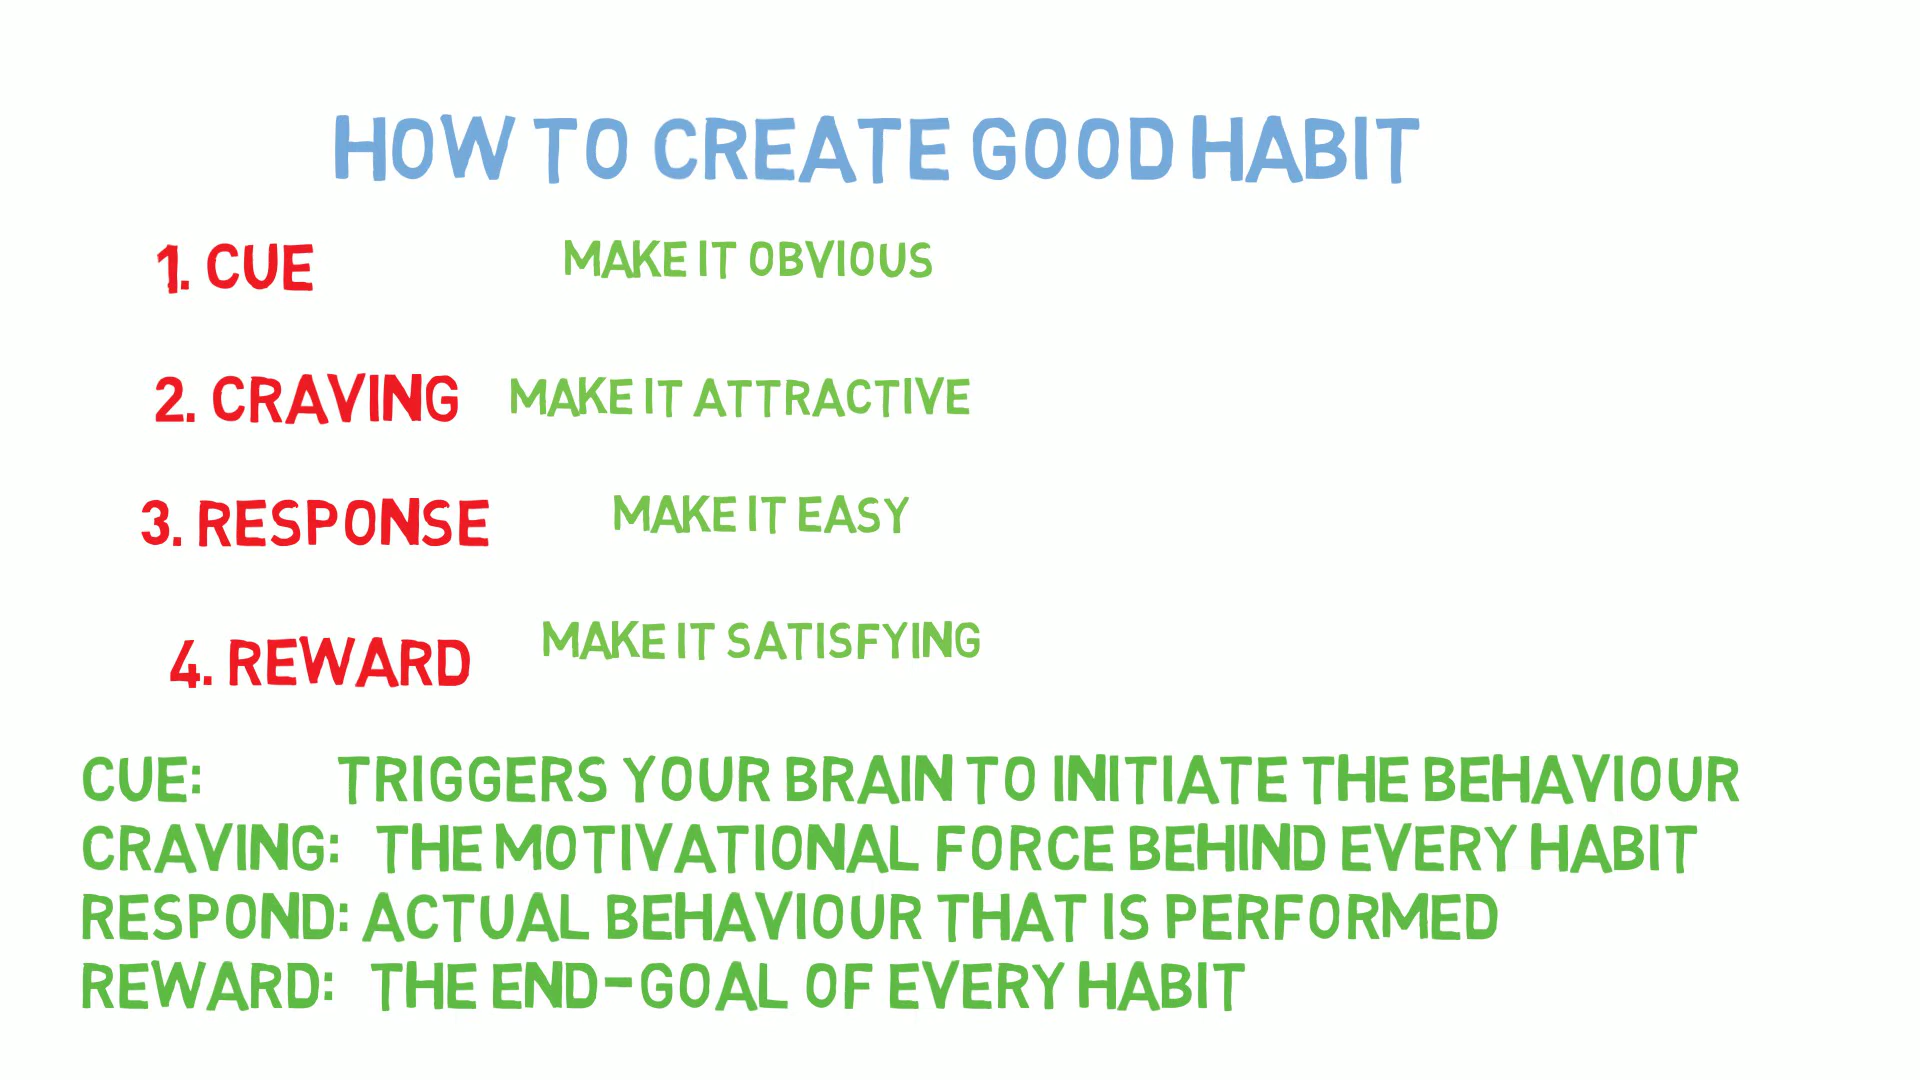 HOW TO CREATE GOOD HABIT
1. CUE MAKE IT OBVIOUS
2. CRAVING MAKE IT ATTRACTIVE
3. RESPONSE MAKE IT EASY
4. REWARD MAKE IT SATISFYING
CUE: TRIGGERS YOUR BRAIN TO INITIATE THE BEHAVIOUR
CRAVING: THE MOTIVATIONAL FORCE BEHIND EVERY HABIT
RESPOND: ACTUAL BEHAVIOUR THAT IS PERFORMED
REWARD: THE END-GOAL OF EVERY HABIT